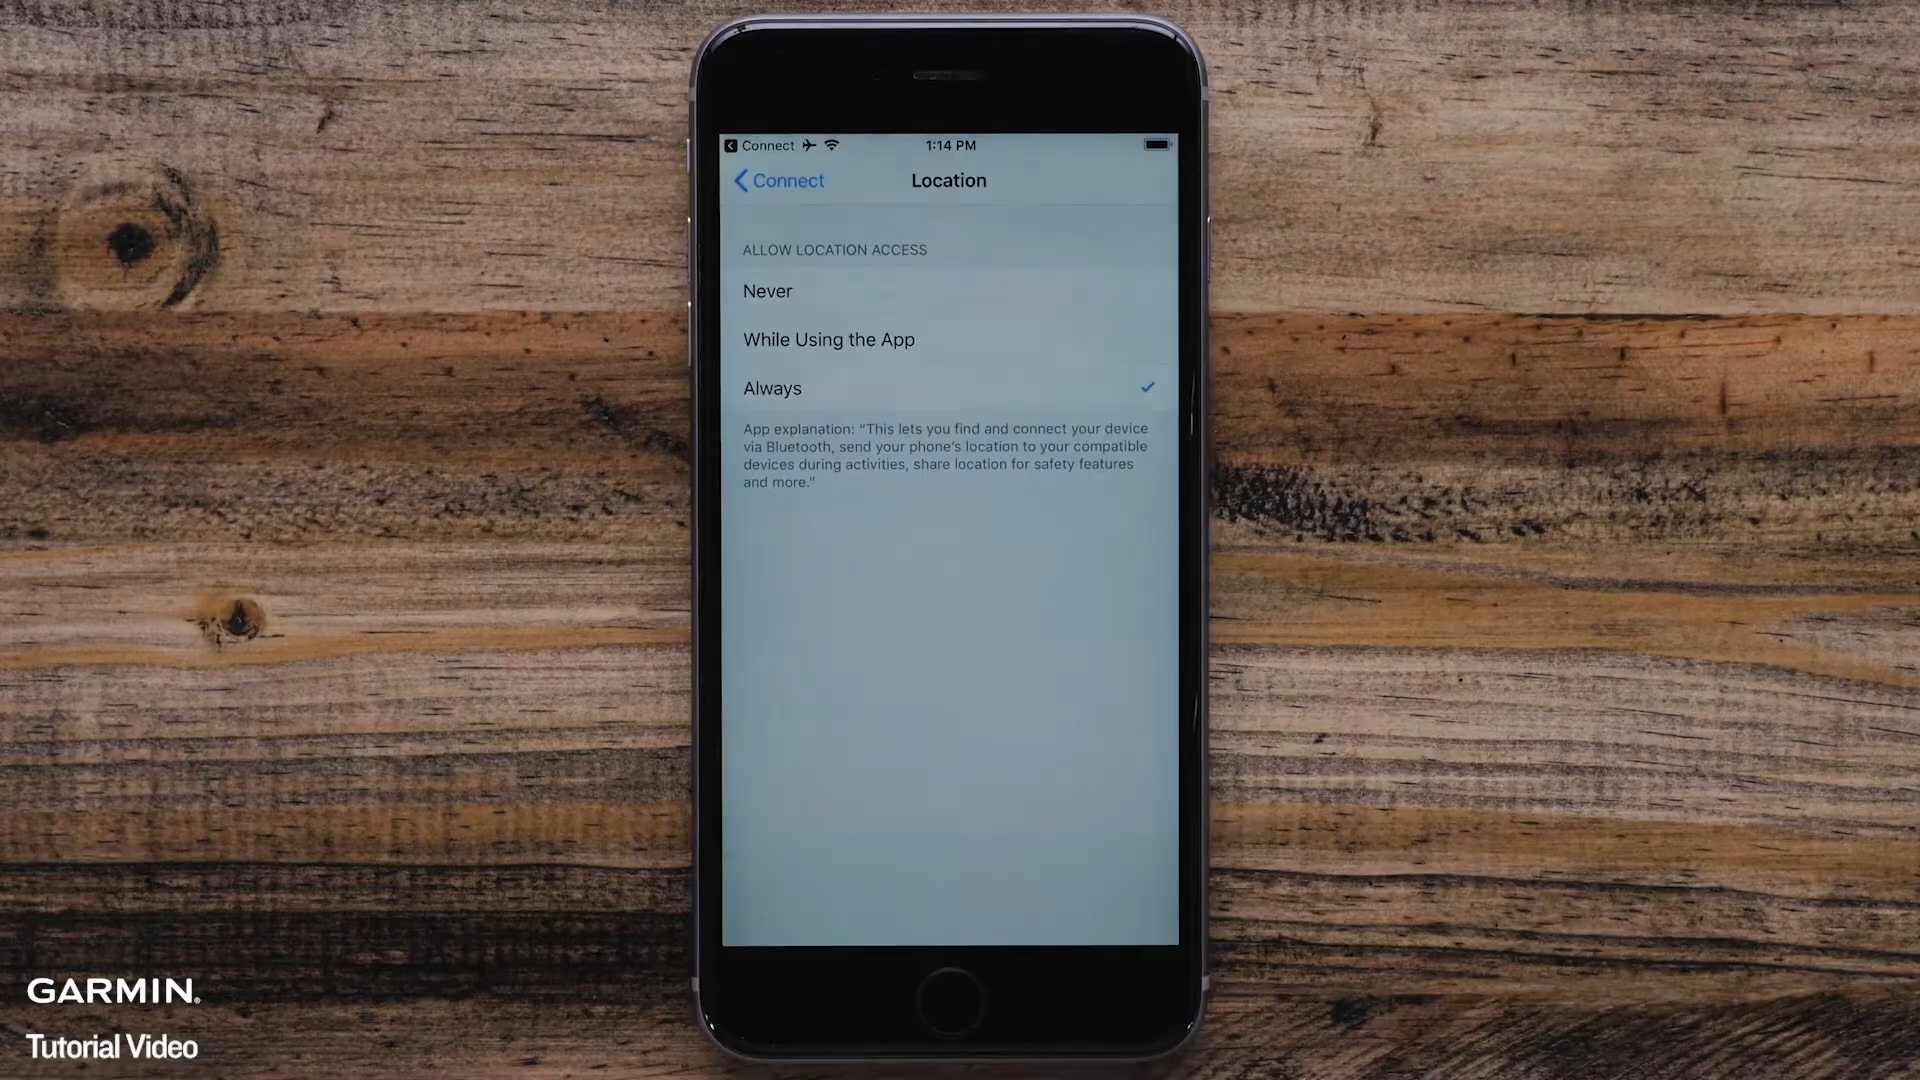 Connect 1:14 PM
Connect Location
ALLOW LOCATION ACCESS
Never
While Using the App
Always
App explanation: “This lets you find and connect your device
via Bluetooth, send your phone’s location to your compatible
devices during activities, share location for safety features
and more.”
GARMIN®
Tutorial Video